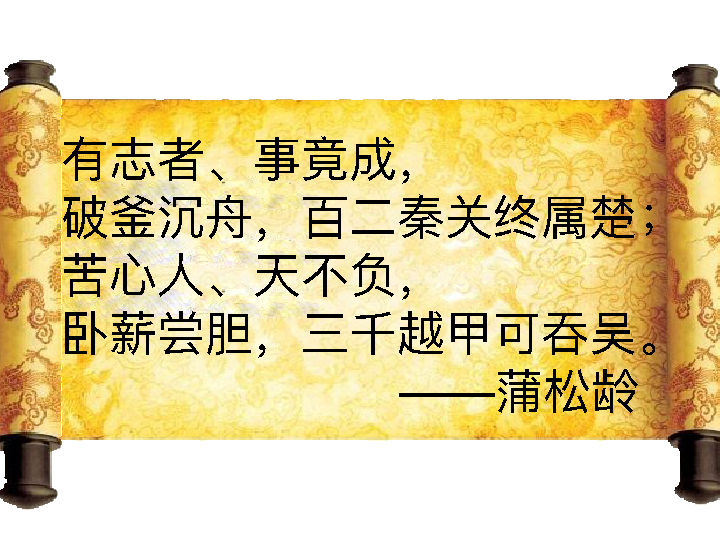 有志者、事竟成，
破釜沉舟，百二秦关终属楚；
苦心人、天不负，
卧薪尝胆，三千越甲可吞吴。
——蒲松龄